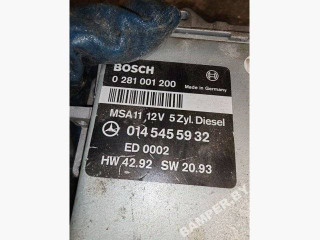 BOSCH
0 281 001 200
Made in Germany
MSA11 12V 5 Zyl. Diesel
014 545 59 32
ED 0002
HW 42.92 SW 20.93
BAMPER.BY